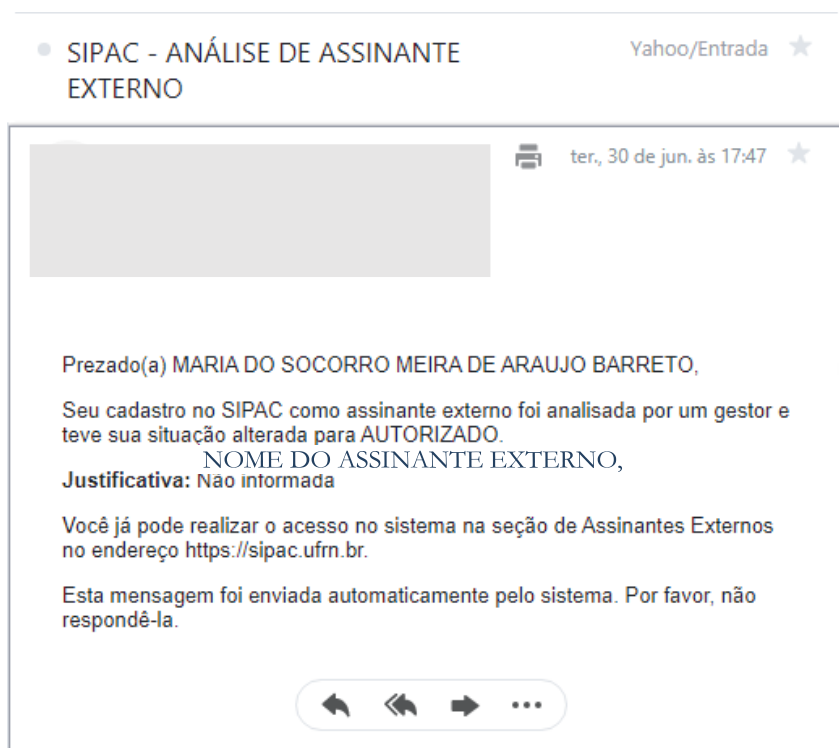 SIPAC - ANÁLISE DE ASSINANTE
EXTERNO
Yahoo/Entrada
ter., 30 de jun. às 17:47
Prezado(a) MARIA DO SOCORRO MEIRA DE ARAUJO BARRETO,
Seu cadastro no SIPAC como assinante externo foi analisada por um gestor e
teve sua situação alterada para AUTORIZADO.
NOME DO ASSINANTE EXTERNO,
Justificativa: Não informada
Você já pode realizar o acesso no sistema na seção de Assinantes Externos
no endereço https://sipac.ufrn.br.
Esta mensagem foi enviada automaticamente pelo sistema. Por favor, não
respondê-la.